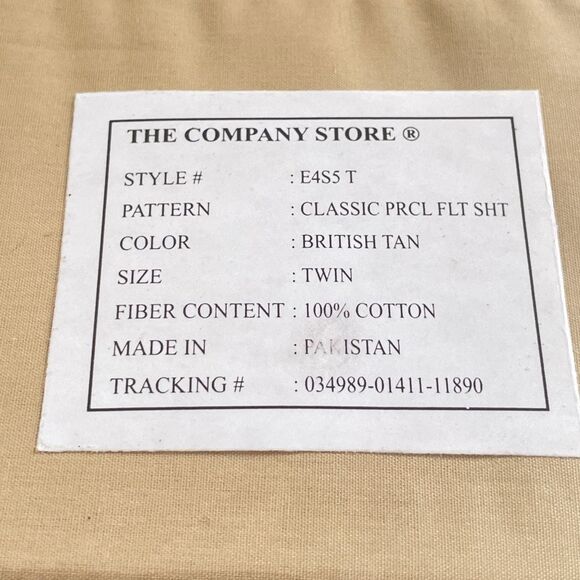 THE COMPANY STORE ®
STYLE # : E4S5 T
PATTERN : CLASSIC PRCL FLT SHT
COLOR : BRITISH TAN
SIZE : TWIN
FIBER CONTENT : 100% COTTON
MADE IN : PAKISTAN
TRACKING # : 034989-01411-11890